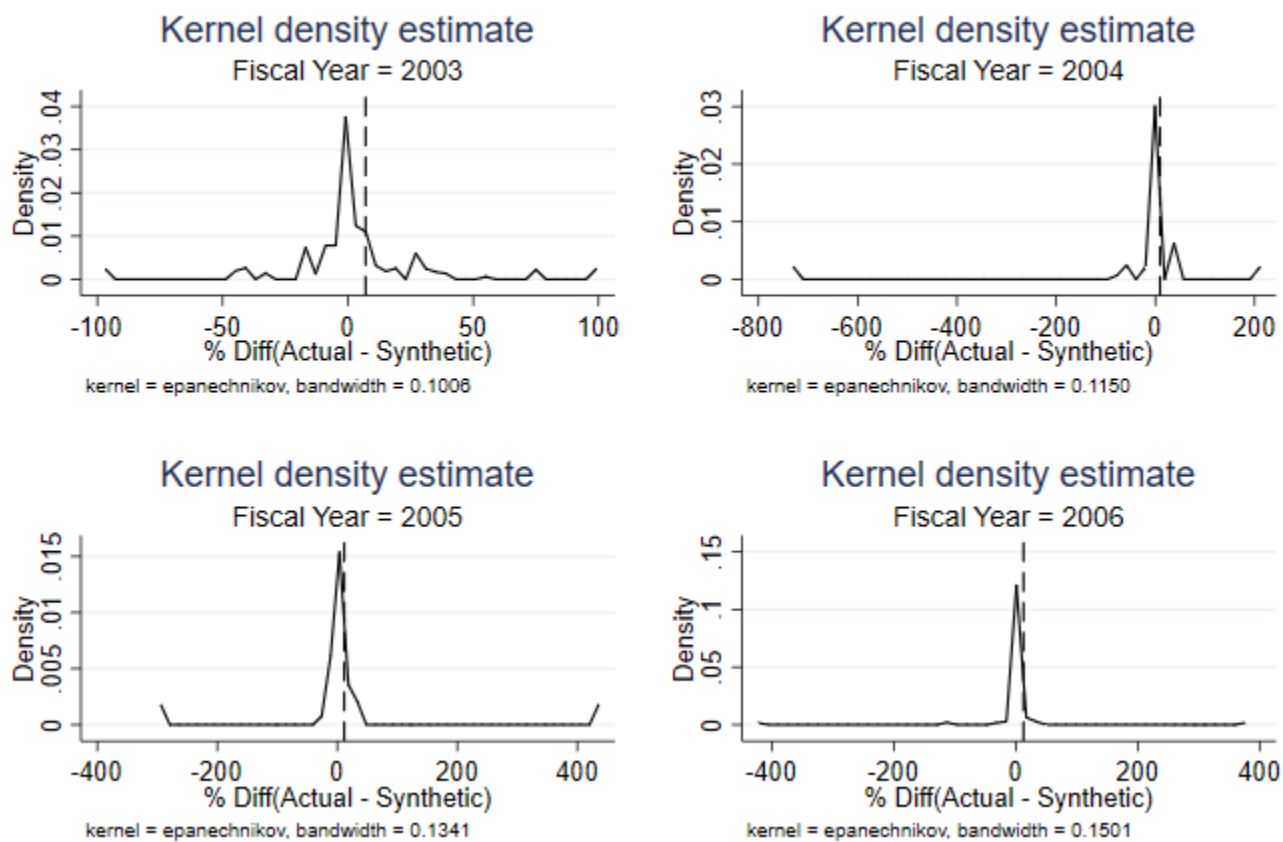 Kernel density estimate
Fiscal Year = 2003
Density
0 .01 .02 .03 .04
-100 -50 0 50 100
% Diff(Actual - Synthetic)
kernel = epanechnikov, bandwidth = 0.1006
Kernel density estimate
Fiscal Year = 2004
Density
0 .01 .02 .03
-800 -600 -400 -200 0 200
% Diff(Actual - Synthetic)
kernel = epanechnikov, bandwidth = 0.1150
Kernel density estimate
Fiscal Year = 2005
Density
0 .005 .01 .015
-400 -200 0 200 400
% Diff(Actual - Synthetic)
kernel = epanechnikov, bandwidth = 0.1341
Kernel density estimate
Fiscal Year = 2006
Density
0 .05 .1 .15
-400 -200 0 200 400
% Diff(Actual - Synthetic)
kernel = epanechnikov, bandwidth = 0.1501